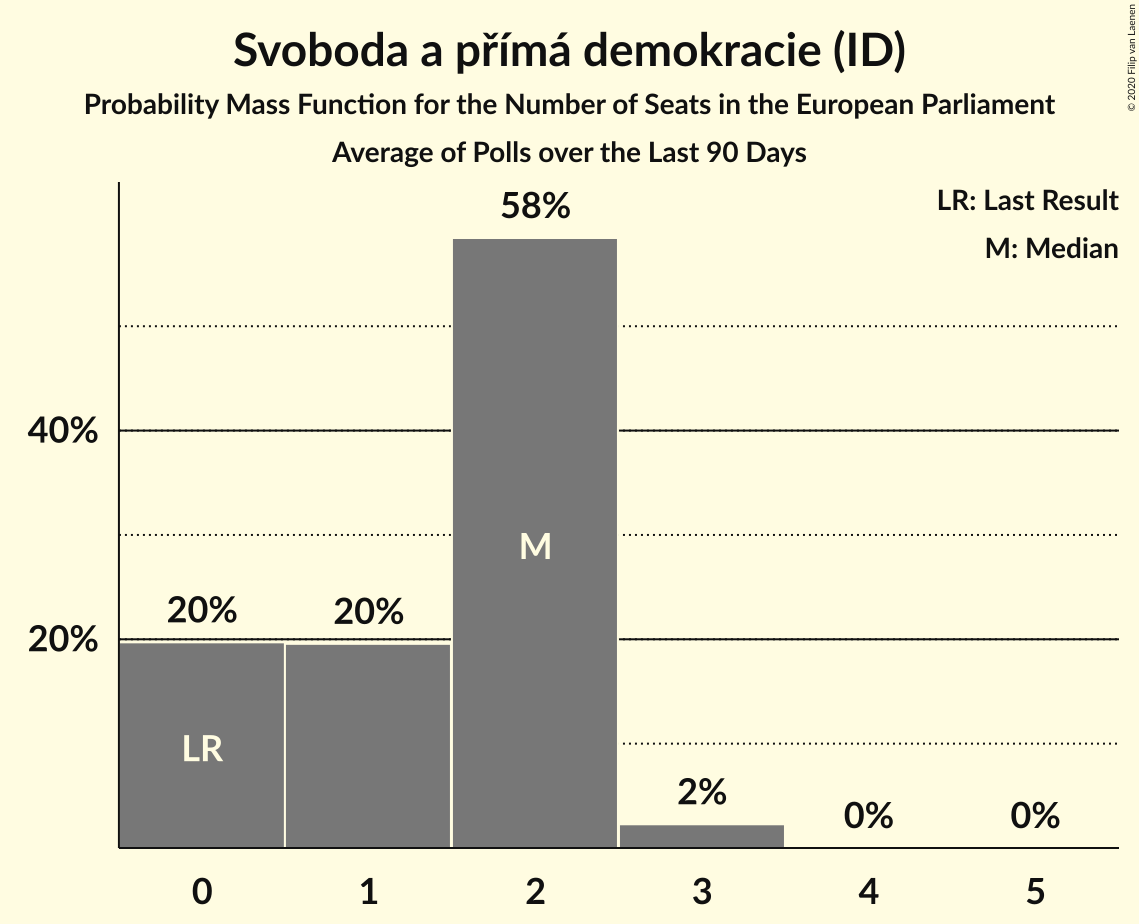 Svoboda a přímá demokracie (ID)
Probability Mass Function for the Number of Seats in the European Parliament
Average of Polls over the Last 90 Days
© 2020 Filip van Laenen
LR: Last Result
M: Median
58%
40%
M
20%
20%
20%
LR
2%
0%
0%
0
1
2
3
4
5